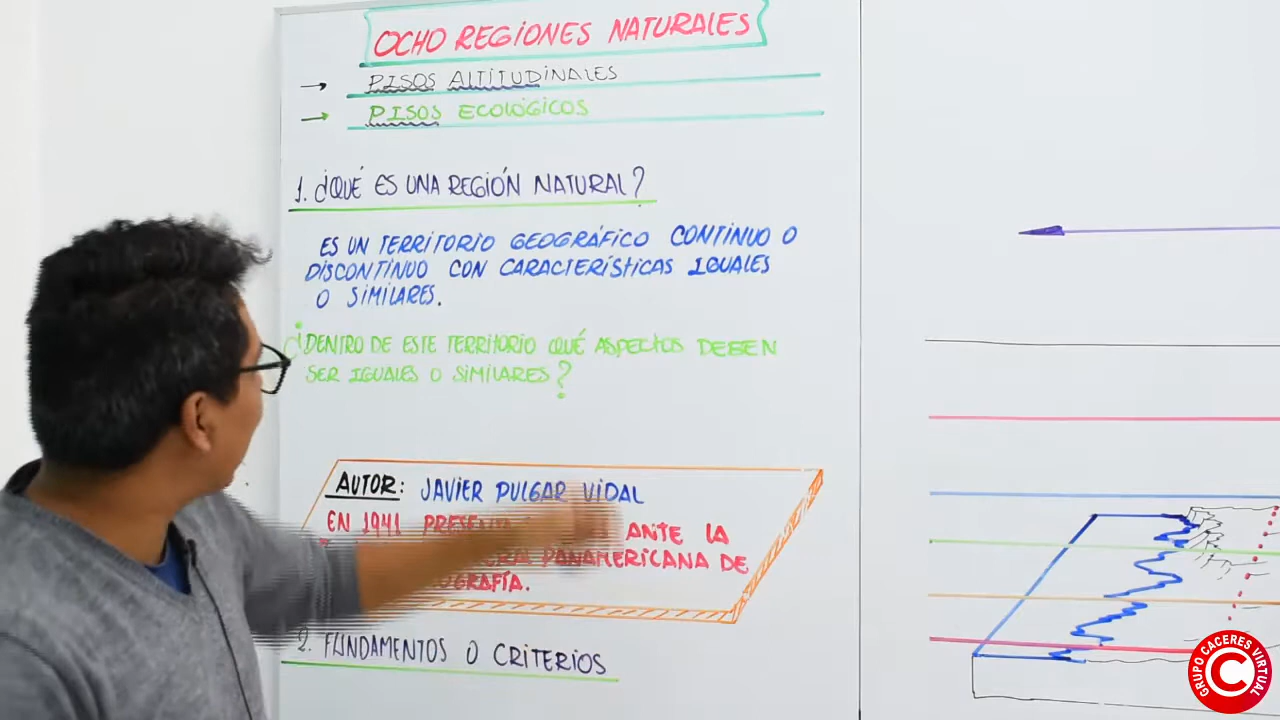 OCHO REGIONES NATURALES
→ PISOS ALTITUDINALES
→ PISOS ECOLÓGICOS
1. ¿QUÉ ES UNA REGIÓN NATURAL?
ES UN TERRITORIO GEOGRÁFICO CONTINUO O
DISCONTINUO CON CARACTERÍSTICAS IGUALES
O SIMILARES.
¿DENTRO DE ESTE TERRITORIO QUÉ ASPECTOS DEBEN
SER IGUALES O SIMILARES?
AUTOR: JAVIER PULGAR VIDAL
EN 1941 ANTE LA
PANAMERICANA DE
2. FUNDAMENTOS O CRITERIOS
GRUPO CACERES VIRTUAL
C